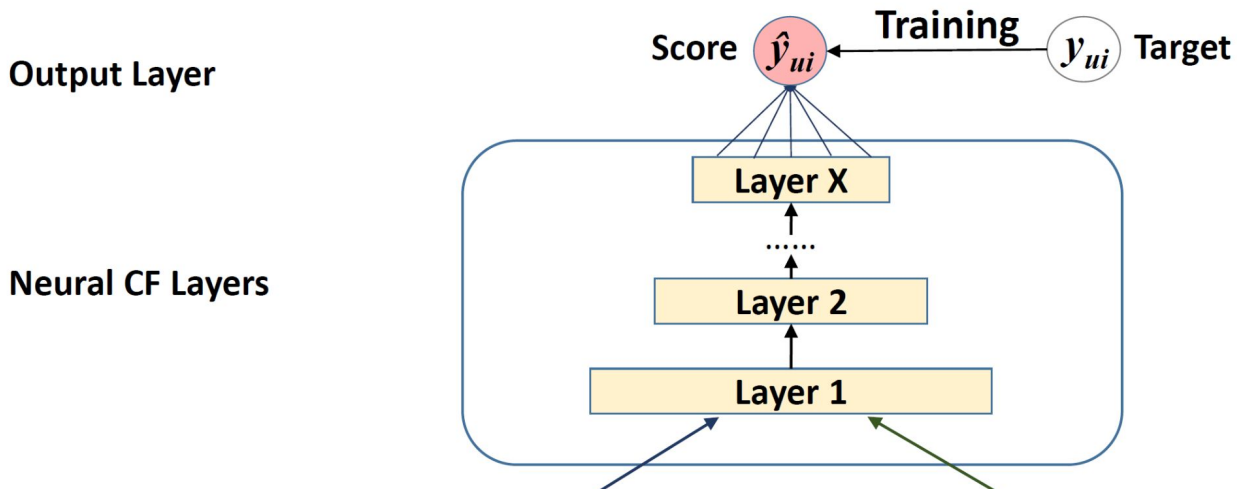 Training
Score ŷui yui Target
Output Layer
Layer X
......
Neural CF Layers
Layer 2
Layer 1